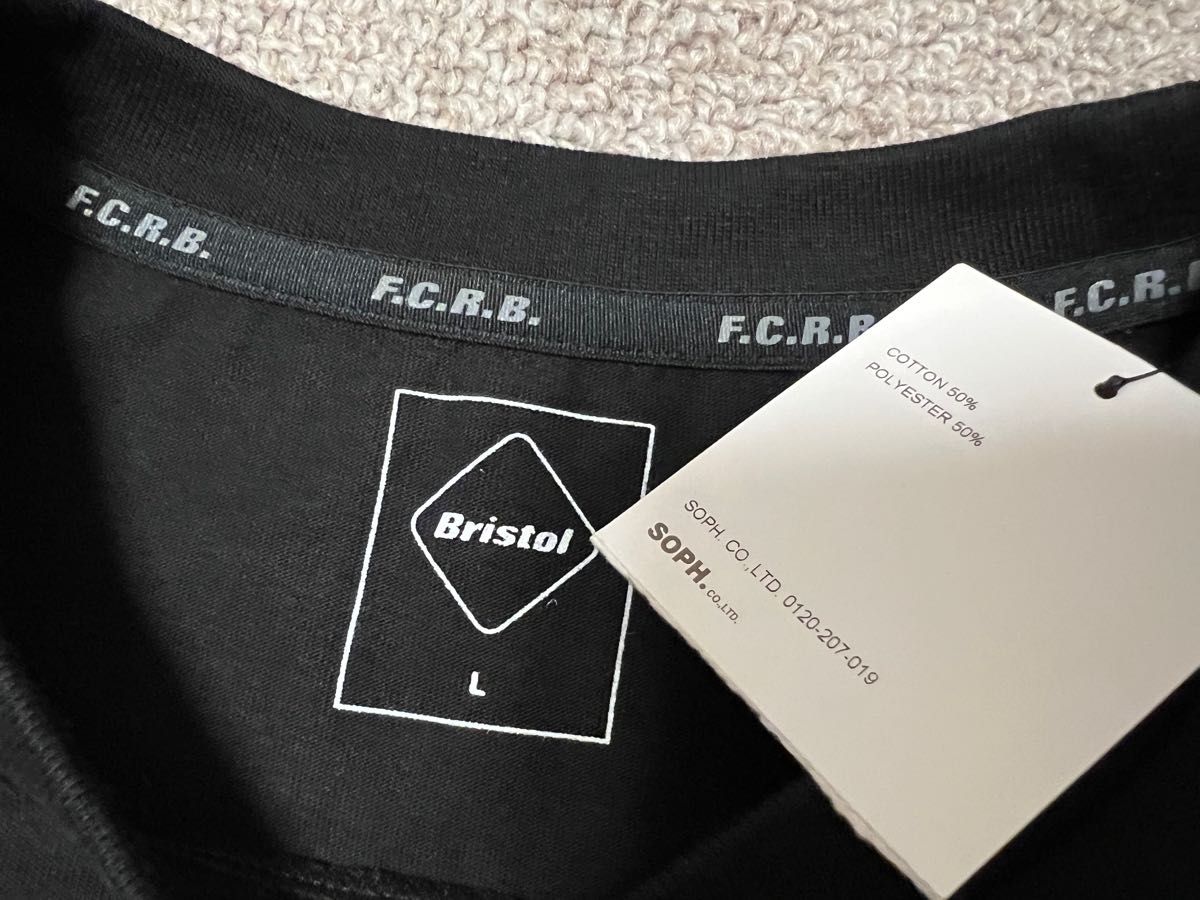 F.C.R.B.
F.C.R.B.
F.C.R.B
F.C.R.
Bristol
L
COTTON 50%
POLYESTER 50%
SOPH. CO.,LTD. 0120-207-019
SOPH. CO.,LTD.